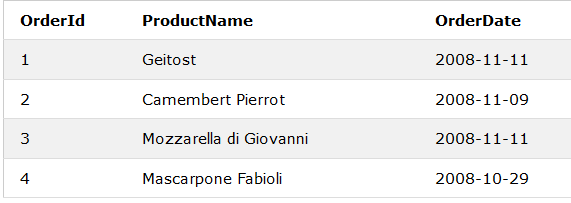 OrderId ProductName OrderDate
1 Geitost 2008-11-11
2 Camembert Pierrot 2008-11-09
3 Mozzarella di Giovanni 2008-11-11
4 Mascarpone Fabioli 2008-10-29